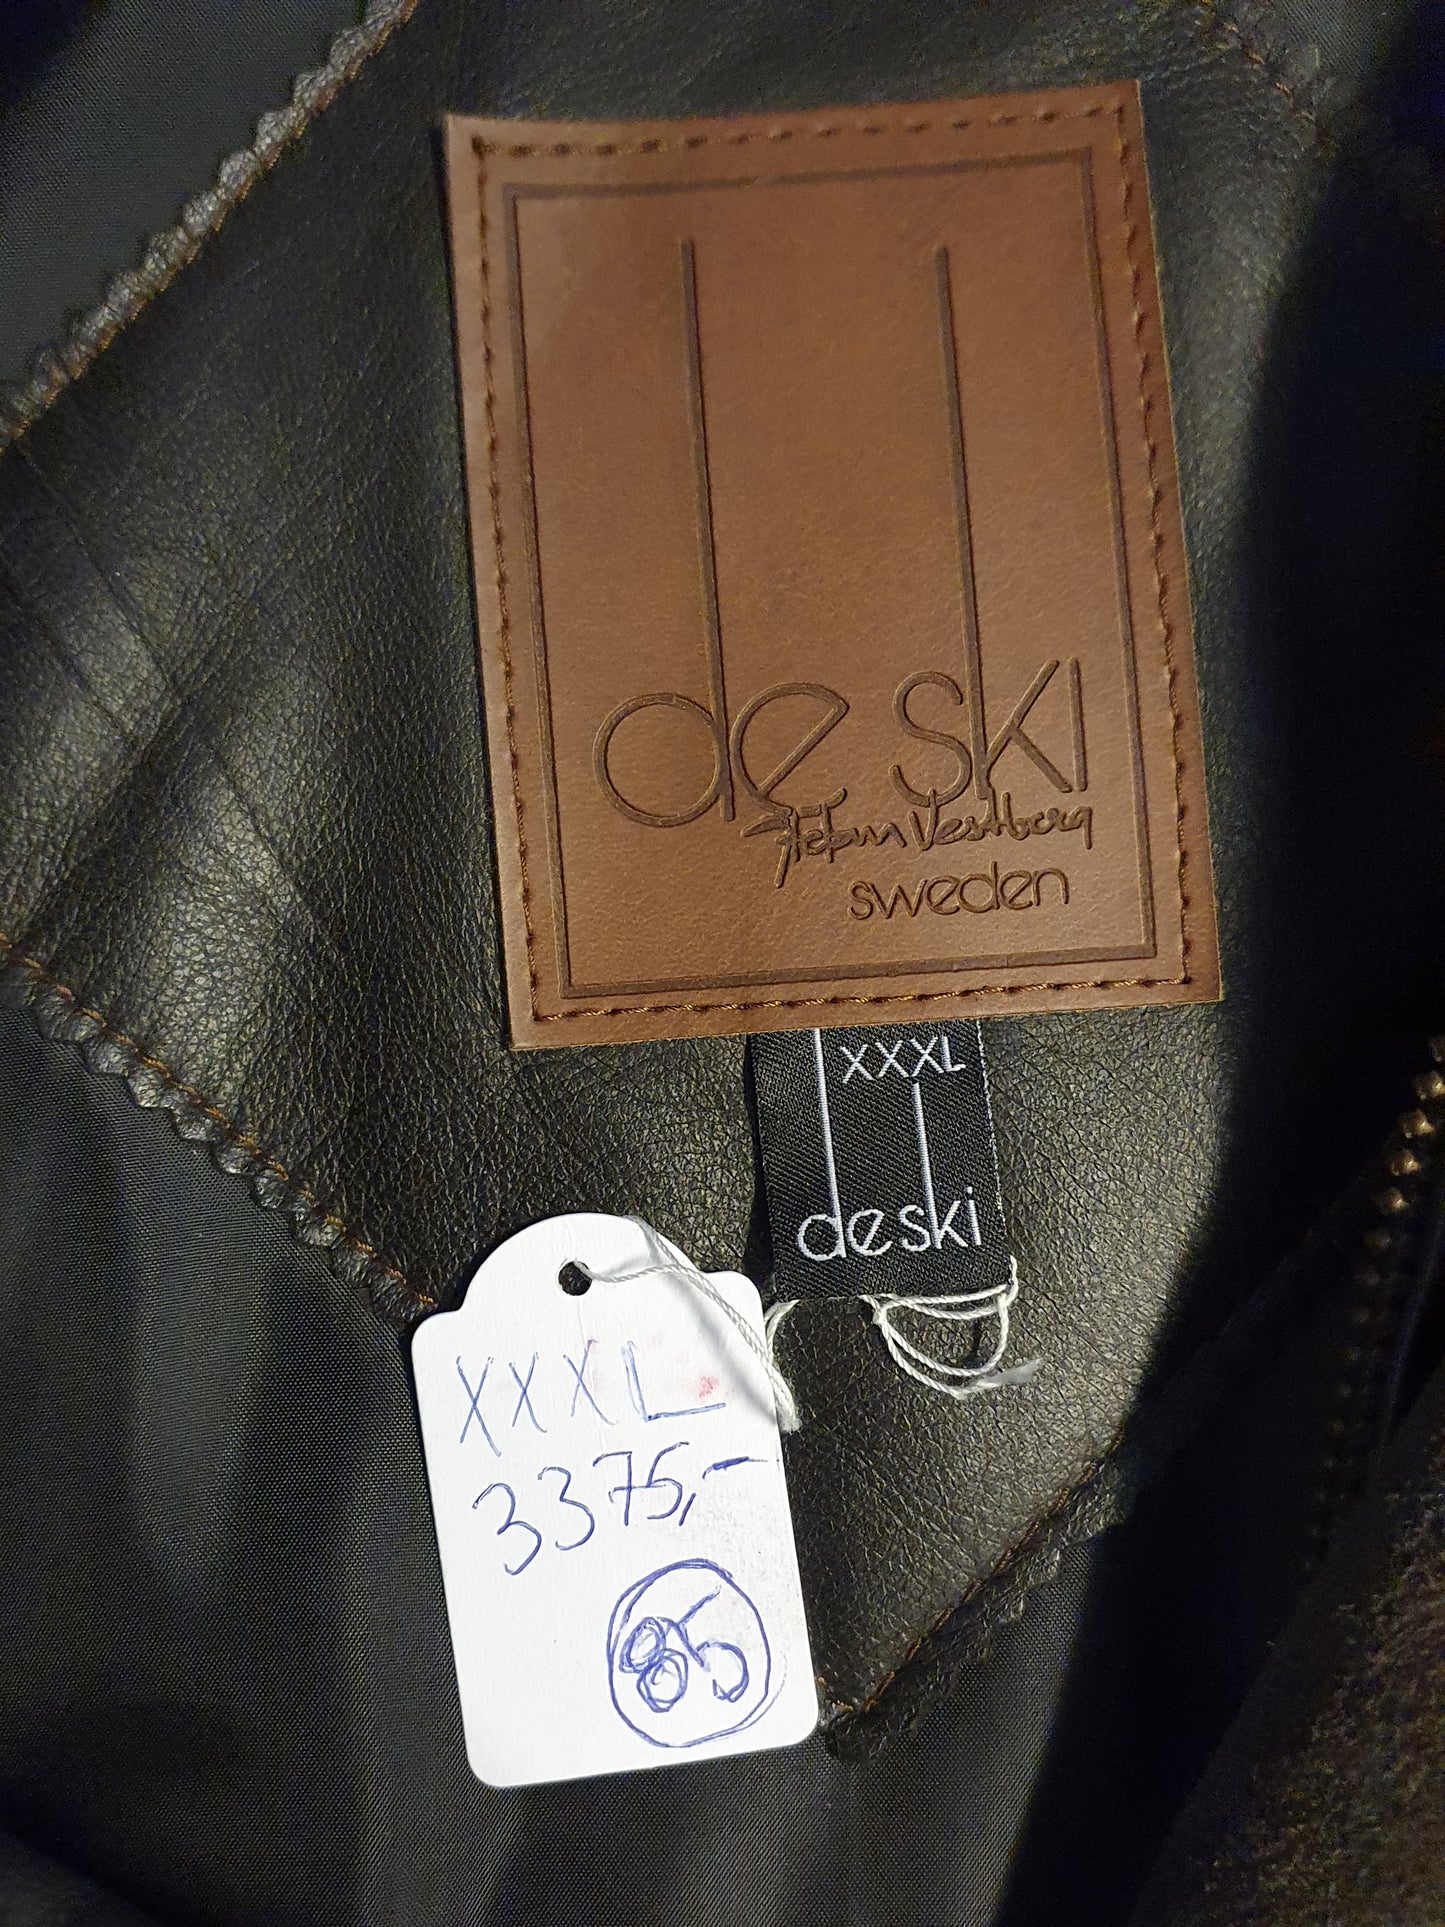 de ski
Stefan Vestberg
sweden
XXXL
de ski
XXXL
3375,-
85